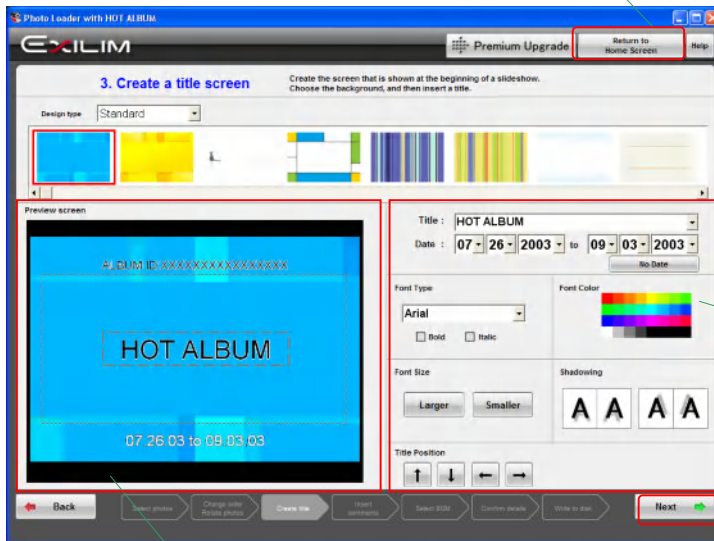 Photo Loader with HOT ALBUM
EXILIM
Premium Upgrade
Return to
Home Screen
Help
3. Create a title screen
Create the screen that is shown at the beginning of a slideshow.
Choose the background, and then insert a title.
Design type
Standard
Preview screen
ALBUM ID:XXXXXXXXXXXXXXXX
HOT ALBUM
07.26.03 to 09.03.03
Title :
HOT ALBUM
Date : 07 - 26 - 2003 - to 09 - 03 - 2003 -
No Date
Font Type
Arial
Bold
Italic
Font Color
Font Size
Larger
Smaller
Shadowing
A A
A A
Title Position
Back
Select photos
Change order
Rotate photos
Create title
Insert
comments
Select BGM
Confirm details
Write to disk
Next